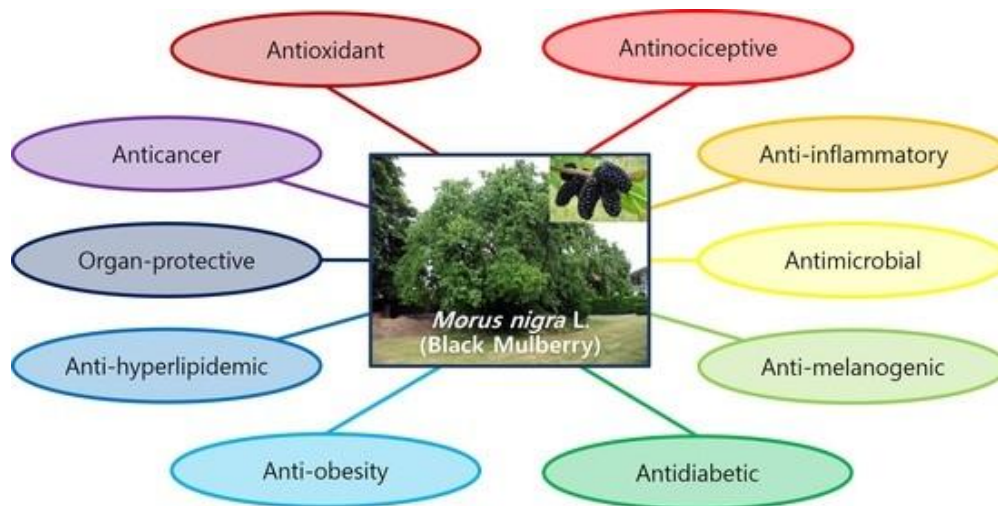 Antioxidant
Antinociceptive
Anticancer
Anti-inflammatory
Organ-protective
Antimicrobial
Morus nigra L.
(Black Mulberry)
Anti-hyperlipidemic
Anti-melanogenic
Anti-obesity
Antidiabetic